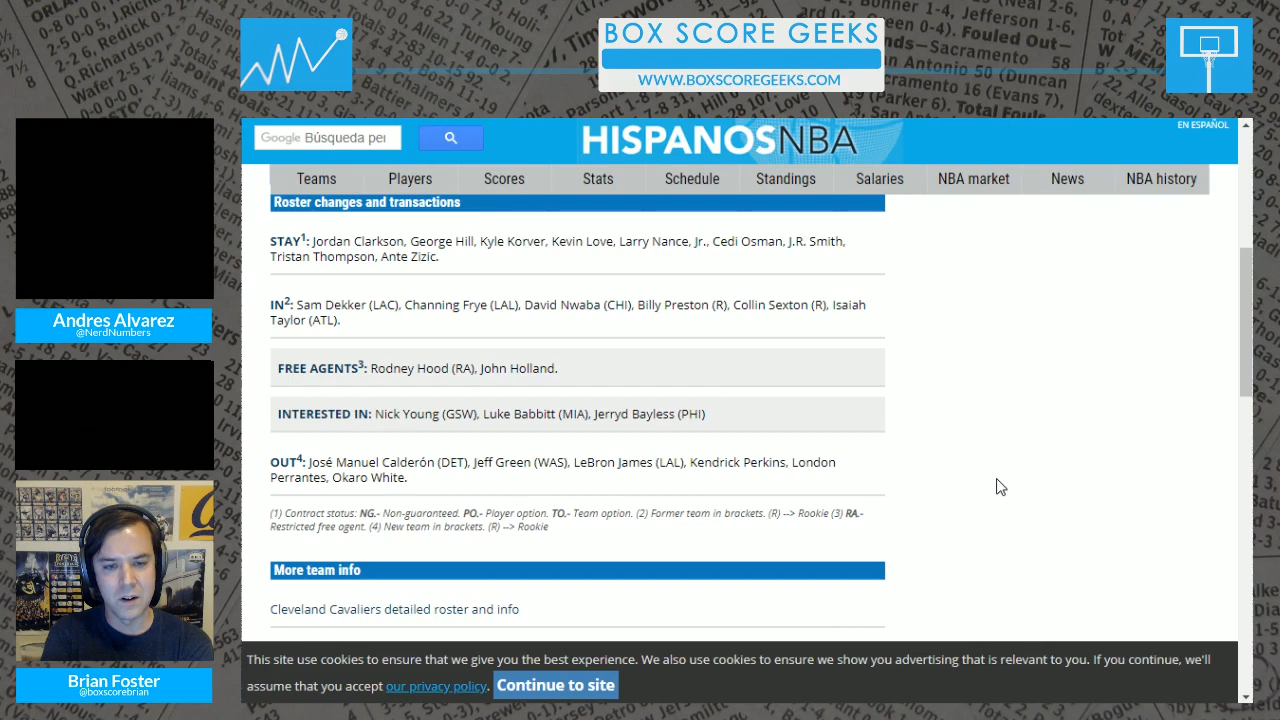 BOX SCORE GEEKS
WWW.BOXSCOREGEEKS.COM
Andres Alvarez
@NerdNumbers
Brian Foster
@boxscorebrian
Google Búsqueda per
HISPANOSNBA
EN ESPAÑOL
Teams Players Scores Stats Schedule Standings Salaries NBA market News NBA history
Roster changes and transactions
STAY1: Jordan Clarkson, George Hill, Kyle Korver, Kevin Love, Larry Nance, Jr., Cedi Osman, J.R. Smith,
Tristan Thompson, Ante Zizic.
IN2: Sam Dekker (LAC), Channing Frye (LAL), David Nwaba (CHI), Billy Preston (R), Collin Sexton (R), Isaiah
Taylor (ATL).
FREE AGENTS3: Rodney Hood (RA), John Holland.
INTERESTED IN: Nick Young (GSW), Luke Babbitt (MIA), Jerryd Bayless (PHI)
OUT4: José Manuel Calderón (DET), Jeff Green (WAS), LeBron James (LAL), Kendrick Perkins, London
Perrantes, Okaro White.
(1) Contract status: NG.- Non-guaranteed. PO.- Player option. TO.- Team option. (2) Former team in brackets. (R) --> Rookie (3) RA.-
Restricted free agent. (4) New team in brackets. (R) --> Rookie
More team info
Cleveland Cavaliers detailed roster and info
This site use cookies to ensure that we give you the best experience. We also use cookies to ensure we show you advertising that is relevant to you. If you continue, we'll
assume that you accept our privacy policy. Continue to site